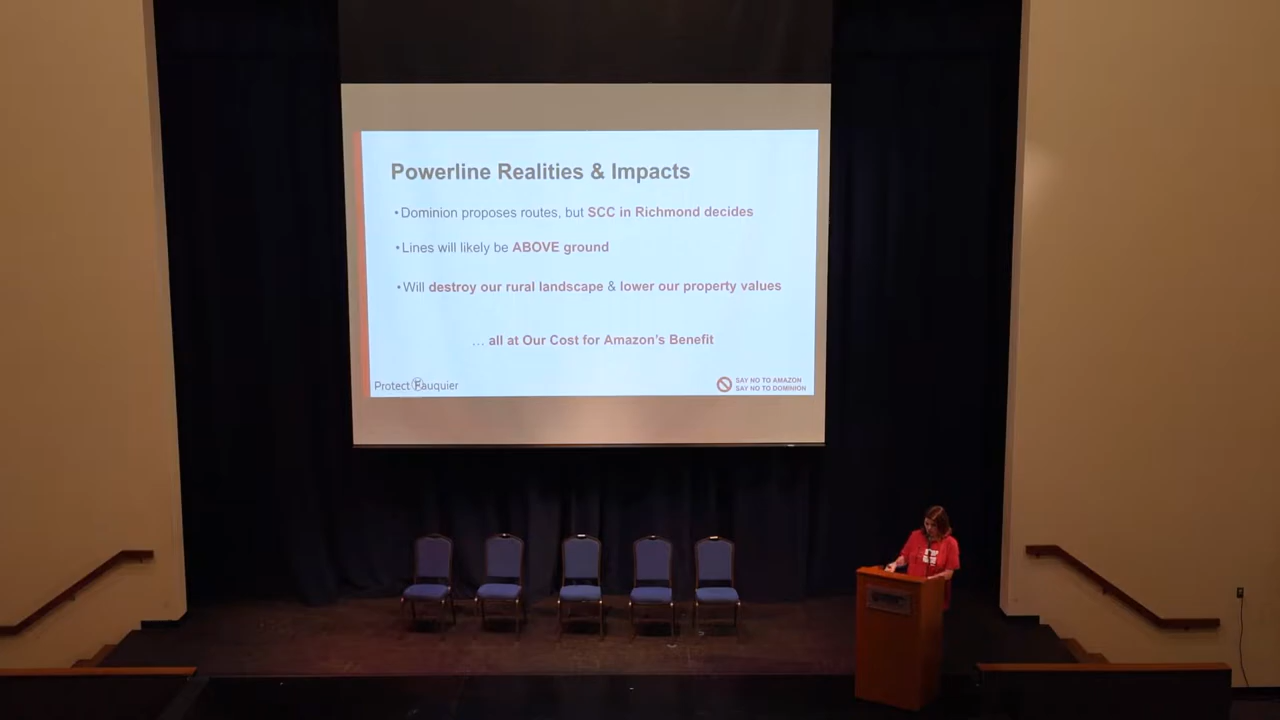 Powerline Realities & Impacts
• Dominion proposes routes, but SCC in Richmond decides
• Lines will likely be ABOVE ground
• Will destroy our rural landscape & lower our property values
... all at Our Cost for Amazon's Benefit
Protect Fauquier
SAY NO TO AMAZON
SAY NO TO DOMINION